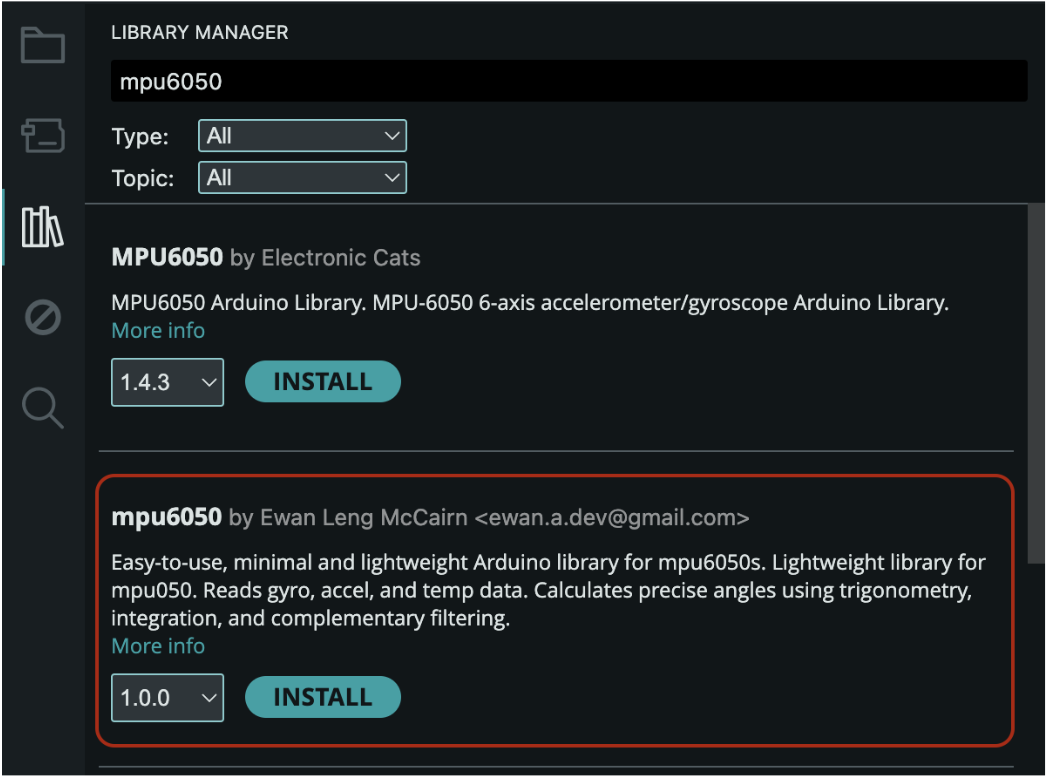 LIBRARY MANAGER
mpu6050
Type: All
Topic: All
MPU6050 by Electronic Cats
MPU6050 Arduino Library. MPU-6050 6-axis accelerometer/gyroscope Arduino Library.
More info
1.4.3 INSTALL
mpu6050 by Ewan Leng McCairn <ewan.a.dev@gmail.com>
Easy-to-use, minimal and lightweight Arduino library for mpu6050s. Lightweight library for
mpu050. Reads gyro, accel, and temp data. Calculates precise angles using trigonometry,
integration, and complementary filtering.
More info
1.0.0 INSTALL